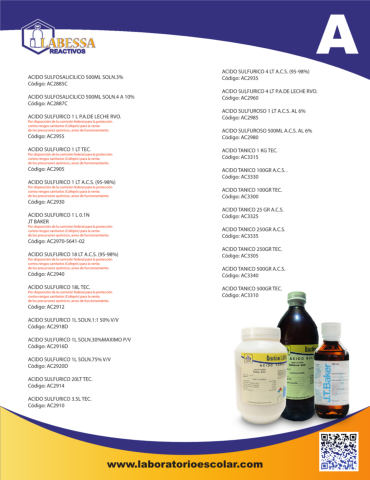 LABESSA
REACTIVOS
A
ACIDO SULFOSALICILICO 500ML SOLN.3%
Código: AC2885C
ACIDO SULFOSALICILICO 500ML SOLN.4 A 10%
Código: AC2887C
ACIDO SULFURICO 1 L P.A.DE LECHE RVO.
Por disposición de la comisión federal para la protección
contra riesgos sanitarios (Cofepris) para la venta
de los precursores químicos, aviso de funcionamiento.
Código: AC2955
ACIDO SULFURICO 1 LT TEC.
Por disposición de la comisión federal para la protección
contra riesgos sanitarios (Cofepris) para la venta
de los precursores químicos, aviso de funcionamiento.
Código: AC2905
ACIDO SULFURICO 1 LT A.C.S. (95-98%)
Por disposición de la comisión federal para la protección
contra riesgos sanitarios (Cofepris) para la venta
de los precursores químicos, aviso de funcionamiento.
Código: AC2930
ACIDO SULFURICO 1 L 0.1N
JT BAKER
Por disposición de la comisión federal para la protección
contra riesgos sanitarios (Cofepris) para la venta
de los precursores químicos, aviso de funcionamiento.
Código: AC2970-5641-02
ACIDO SULFURICO 18 LT A.C.S. (95-98%)
Por disposición de la comisión federal para la protección
contra riesgos sanitarios (Cofepris) para la venta
de los precursores químicos, aviso de funcionamiento.
Código: AC2940
ACIDO SULFURICO 18L TEC.
Por disposición de la comisión federal para la protección
contra riesgos sanitarios (Cofepris) para la venta
de los precursores químicos, aviso de funcionamiento.
Código: AC2912
ACIDO SULFURICO 1L SOLN.1:1 50% V/V
Código: AC2918D
ACIDO SULFURICO 1L SOLN.30%MAXIMO P/V
Código: AC2916D
ACIDO SULFURICO 1L SOLN.75% V/V
Código: AC2920D
ACIDO SULFURICO 20LT TEC.
Código: AC2914
ACIDO SULFURICO 3.5L TEC.
Código: AC2910
ACIDO SULFURICO 4 LT A.C.S. (95-98%)
Código: AC2935
ACIDO SULFURICO 4 LT P.A.DE LECHE RVO.
Código: AC2960
ACIDO SULFUROSO 1 LT A.C.S. AL 6%
Código: AC2985
ACIDO SULFUROSO 500ML A.C.S. AL 6%
Código: AC2980
ACIDO TANICO 1 KG TEC.
Código: AC3315
ACIDO TANICO 100GR A.C.S. .
Código: AC3330
ACIDO TANICO 100GR TEC.
Código: AC3300
ACIDO TANICO 25 GR A.C.S.
Código: AC3325
ACIDO TANICO 250GR A.C.S.
Código: AC3335
ACIDO TANICO 250GR TEC.
Código: AC3305
ACIDO TANICO 500GR A.C.S.
Código: AC3340
ACIDO TANICO 500GR TEC.
Código: AC3310
J.T.Baker
www.laboratorioescolar.com